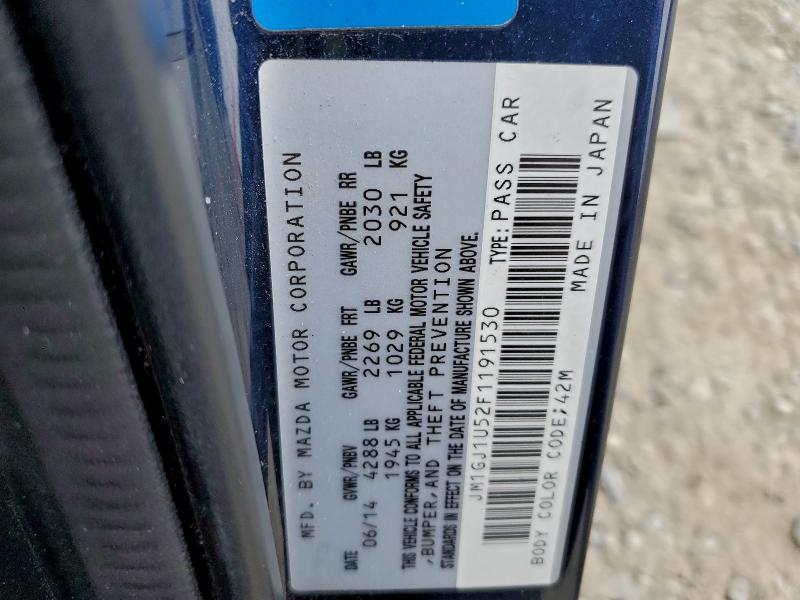 MFD. BY MAZDA MOTOR CORPORATION
DATE GVWR/PNBV GAWR/PNBE FRT GAWR/PNBE RR
06/14 4288 LB 2269 LB 2030 LB
1945 KG 1029 KG 921 KG
THIS VEHICLE CONFORMS TO ALL APPLICABLE FEDERAL MOTOR VEHICLE SAFETY
,BUMPER,AND THEFT PREVENTION
STANDARDS IN EFFECT ON THE DATE OF MANUFACTURE SHOWN ABOVE.
JM1GJ1U52F1191530 TYPE:PASS CAR
BODY COLOR CODE;42M MADE IN JAPAN